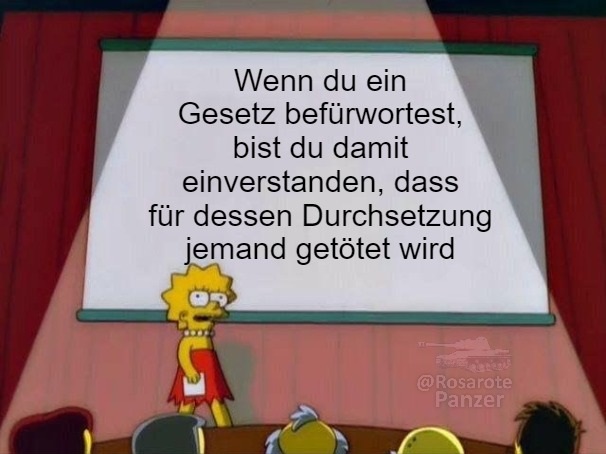 Wenn du ein
Gesetz befürwortest,
bist du damit
einverstanden, dass
für dessen Durchsetzung
jemand getötet wird
@Rosarote
Panzer